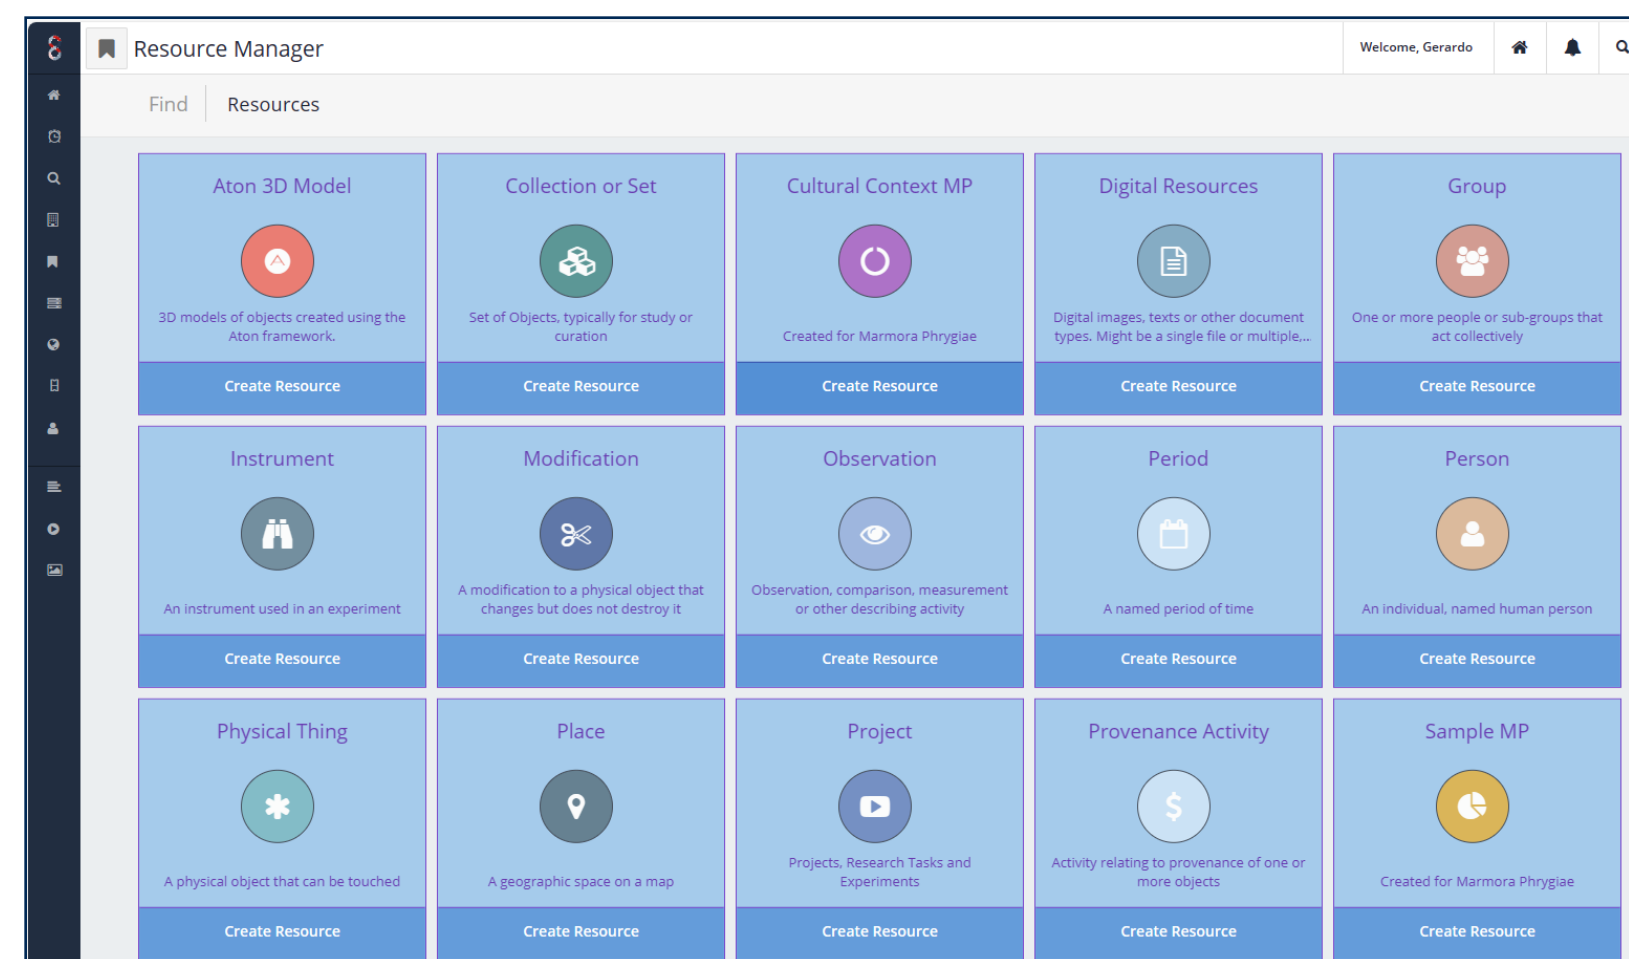 Resource Manager
Welcome, Gerardo
Find
Resources
Aton 3D Model
3D models of objects created using the
Aton framework.
Create Resource
Collection or Set
Set of Objects, typically for study or
curation
Create Resource
Cultural Context MP
Created for Marmora Phrygiae
Create Resource
Digital Resources
Digital images, texts or other document
types. Might be a single file or multiple,...
Create Resource
Group
One or more people or sub-groups that
act collectively
Create Resource
Instrument
An instrument used in an experiment
Create Resource
Modification
A modification to a physical object that
changes but does not destroy it
Create Resource
Observation
Observation, comparison, measurement
or other describing activity
Create Resource
Period
A named period of time
Create Resource
Person
An individual, named human person
Create Resource
Physical Thing
A physical object that can be touched
Create Resource
Place
A geographic space on a map
Create Resource
Project
Projects, Research Tasks and
Experiments
Create Resource
Provenance Activity
Activity relating to provenance of one or
more objects
Create Resource
Sample MP
Created for Marmora Phrygiae
Create Resource